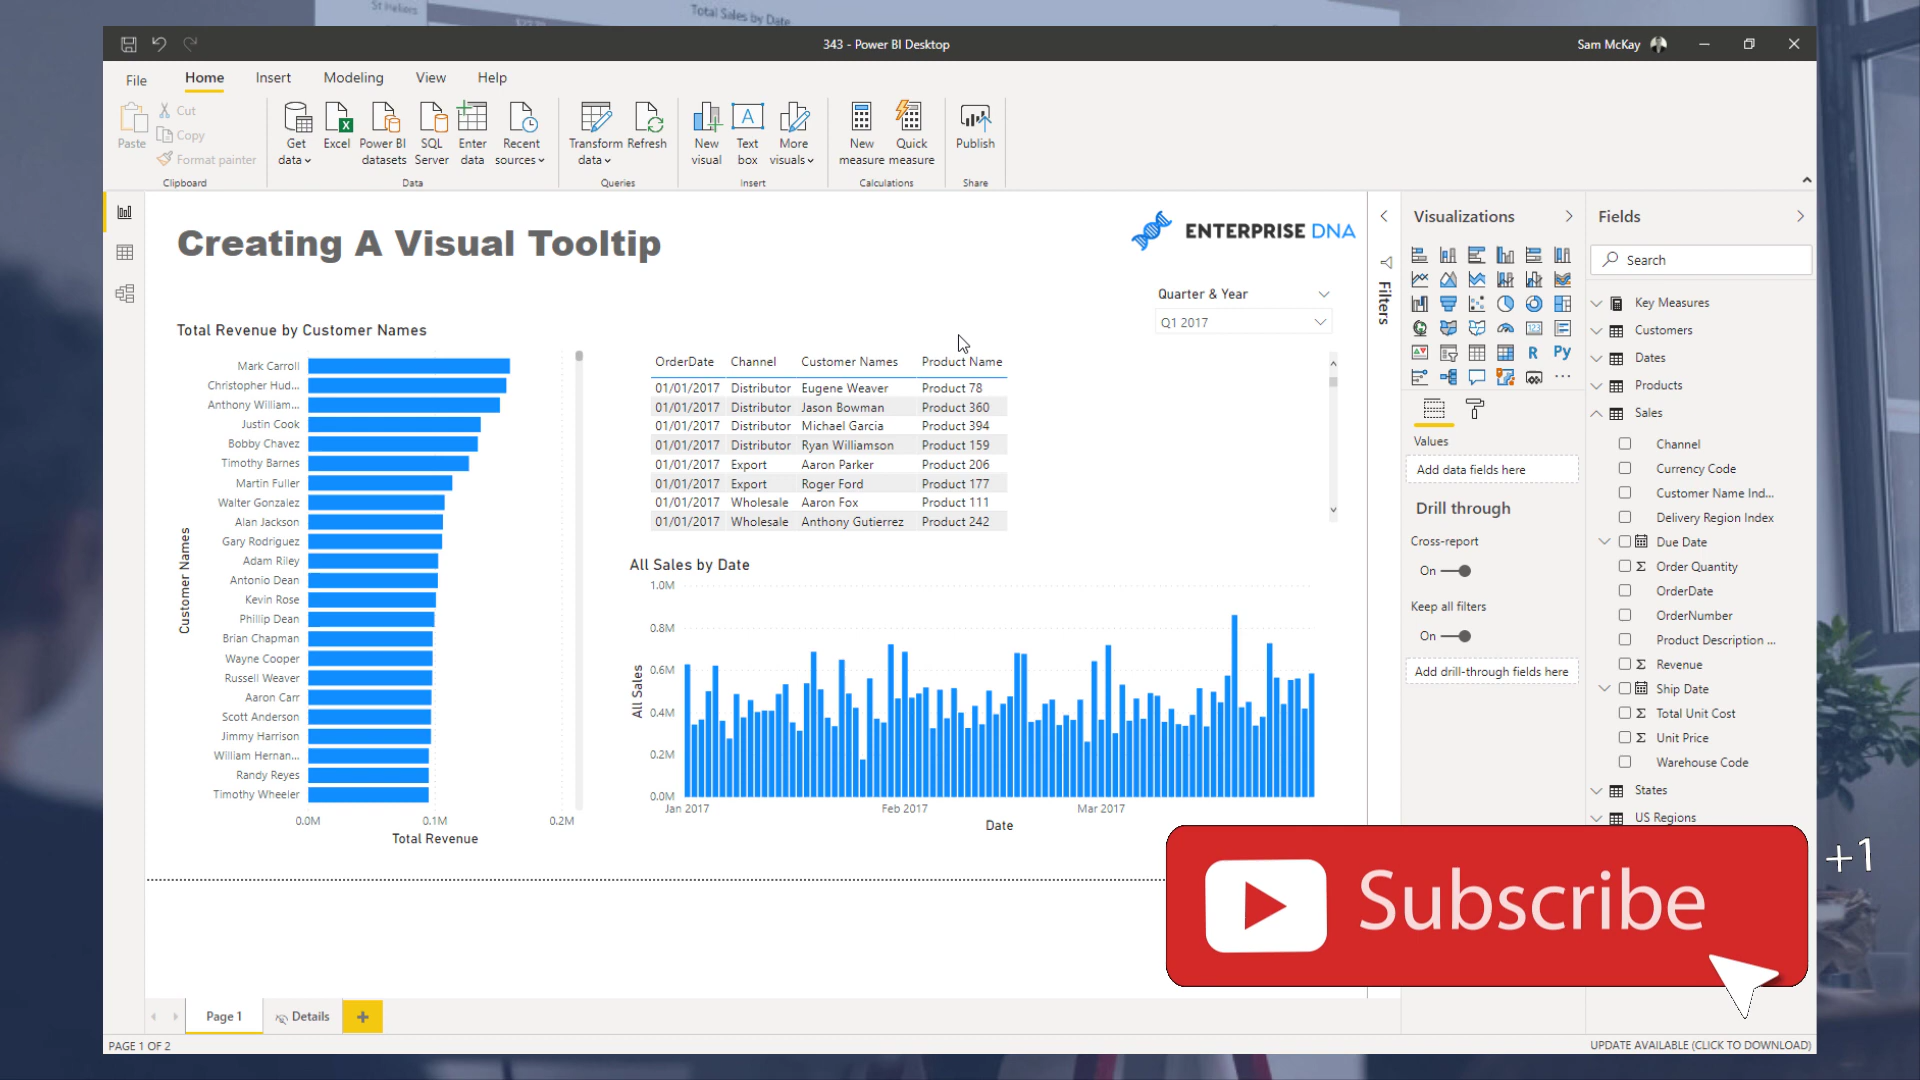 St Heliers
Total Sales by Date
343 - Power BI Desktop
Sam McKay
File Home Insert Modeling View Help
Paste
Cut
Copy
Format painter
Clipboard
Get data
Excel
Power BI datasets
SQL Server
Enter data
Recent sources
Data
Transform data
Refresh
Queries
New visual
Text box
More visuals
Insert
New measure
Quick measure
Calculations
Publish
Share
Creating A Visual Tooltip
ENTERPRISE DNA
Quarter & Year
Q1 2017
Total Revenue by Customer Names
Customer Names
Mark Carroll
Christopher Hud...
Anthony William...
Justin Cook
Bobby Chavez
Timothy Barnes
Martin Fuller
Walter Gonzalez
Alan Jackson
Gary Rodriguez
Adam Riley
Antonio Dean
Kevin Rose
Phillip Dean
Brian Chapman
Wayne Cooper
Russell Weaver
Aaron Carr
Scott Anderson
Jimmy Harrison
William Hernan...
Randy Reyes
Timothy Wheeler
0.0M 0.1M 0.2M
Total Revenue
OrderDate Channel Customer Names Product Name
01/01/2017 Distributor Eugene Weaver Product 78
01/01/2017 Distributor Jason Bowman Product 360
01/01/2017 Distributor Michael Garcia Product 394
01/01/2017 Distributor Ryan Williamson Product 159
01/01/2017 Export Aaron Parker Product 206
01/01/2017 Export Roger Ford Product 177
01/01/2017 Wholesale Aaron Fox Product 111
01/01/2017 Wholesale Anthony Gutierrez Product 242
All Sales by Date
All Sales
1.0M
0.8M
0.6M
0.4M
0.2M
0.0M
Jan 2017 Feb 2017 Mar 2017
Date
Filters
Visualizations
123
R
Py
Values
Add data fields here
Drill through
Cross-report
On
Keep all filters
On
Add drill-through fields here
Fields
Search
Key Measures
Customers
Dates
Products
Sales
Channel
Currency Code
Customer Name Ind...
Delivery Region Index
Due Date
Σ Order Quantity
OrderDate
OrderNumber
Product Description ...
Σ Revenue
Ship Date
Σ Total Unit Cost
Σ Unit Price
Warehouse Code
States
US Regions
Subscribe
+1
Page 1
Details
+
PAGE 1 OF 2
UPDATE AVAILABLE (CLICK TO DOWNLOAD)